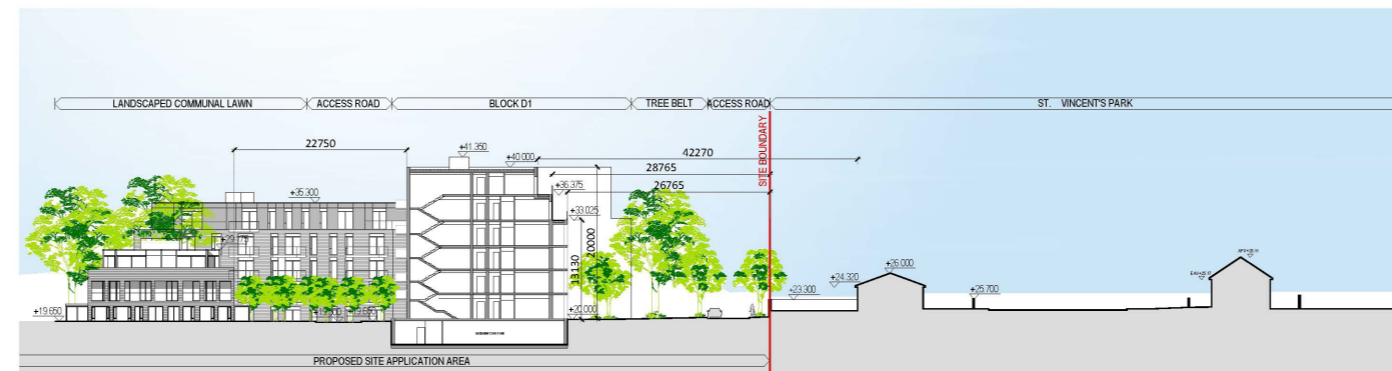 LANDSCAPED COMMUNAL LAWN
ACCESS ROAD
BLOCK D1
TREE BELT
ACCESS ROAD
ST. VINCENT'S PARK
SITE BOUNDARY
22750
+41.350
+40.000
42270
28765
26765
+36.375
+35.300
+33.025
20000
13130
+29.175
+26.000
+24.320
+23.300
+25.700
+19.650
+20.000
PROPOSED SITE APPLICATION AREA